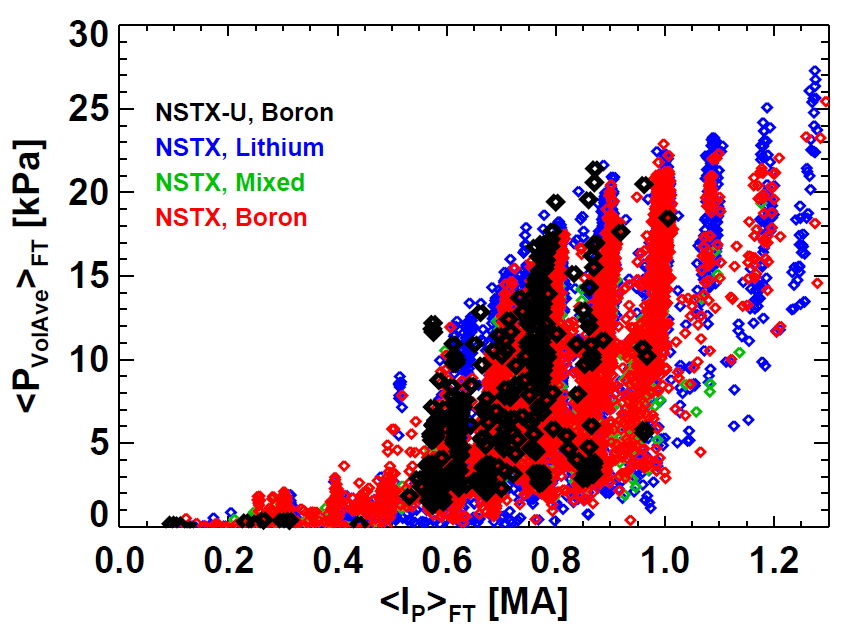 30
25
20
15
10
5
0
<P_VolAve>_FT [kPa]
NSTX-U, Boron
NSTX, Lithium
NSTX, Mixed
NSTX, Boron
0.0 0.2 0.4 0.6 0.8 1.0 1.2
<I_P>_FT [MA]